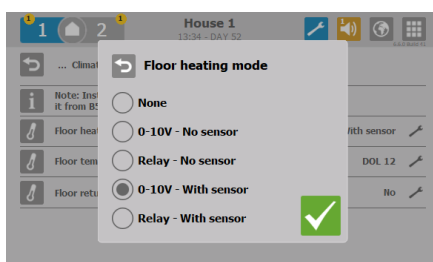 1 1 2 1 House 1 1
13:34 - DAY 52
... Climat
Floor heating mode
Note: Inst
it from B
None
Floor heat
0-10V - No sensor
With sensor
Floor tem
Relay - No sensor
DOL 12
Floor retu
0-10V - With sensor
No
Relay - With sensor